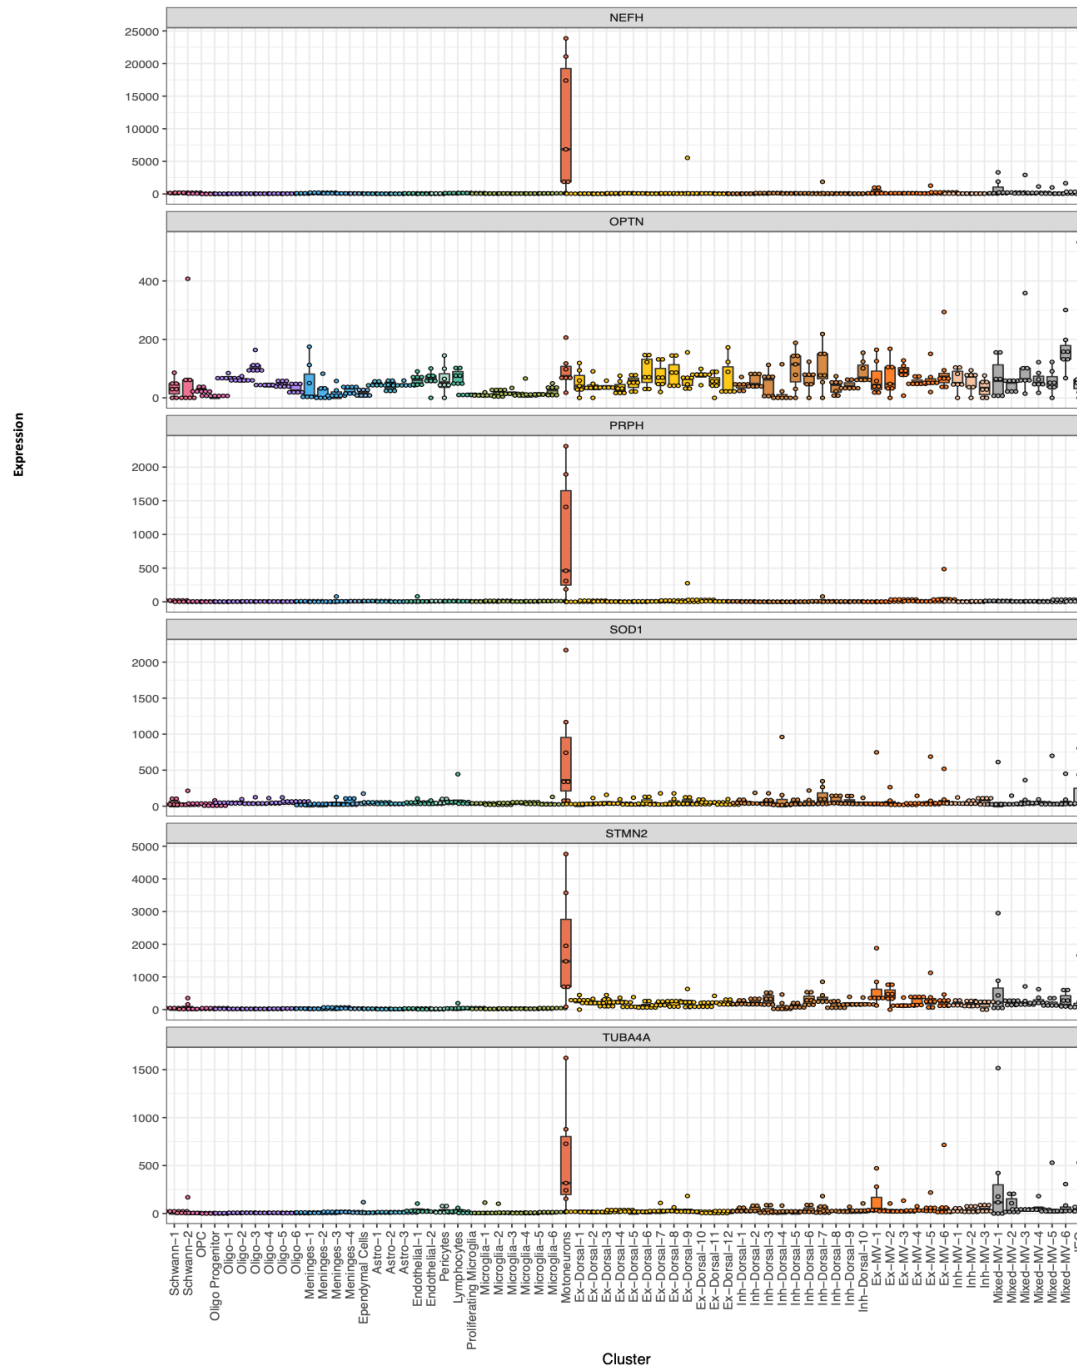 NEFH
25000
20000
15000
10000
5000
0
OPTN
400
200
0
PRPH
2000
1500
1000
500
0
Expression
SOD1
2000
1500
1000
500
0
STMN2
5000
4000
3000
2000
1000
0
TUBA4A
1500
1000
500
0
Schwann−1
Schwann−2
OPC
Oligo Progenitor
Oligo−1
Oligo−2
Oligo−3
Oligo−4
Oligo−5
Oligo−6
Meninges−1
Meninges−2
Meninges−3
Meninges−4
Ependymal Cells
Astro−1
Astro−2
Astro−3
Endothelial−1
Endothelial−2
Pericytes
Lymphocytes
Proliferating Microglia
Microglia−1
Microglia−2
Microglia−3
Microglia−4
Microglia−5
Microglia−6
Motoneurons
Ex−Dorsal−1
Ex−Dorsal−2
Ex−Dorsal−3
Ex−Dorsal−4
Ex−Dorsal−5
Ex−Dorsal−6
Ex−Dorsal−7
Ex−Dorsal−8
Ex−Dorsal−9
Ex−Dorsal−10
Ex−Dorsal−11
Ex−Dorsal−12
Inh−Dorsal−1
Inh−Dorsal−2
Inh−Dorsal−3
Inh−Dorsal−4
Inh−Dorsal−5
Inh−Dorsal−6
Inh−Dorsal−7
Inh−Dorsal−8
Inh−Dorsal−9
Inh−Dorsal−10
Ex−MV−1
Ex−MV−2
Ex−MV−3
Ex−MV−4
Ex−MV−5
Ex−MV−6
Inh−MV−1
Inh−MV−2
Inh−MV−3
Mixed−MV−1
Mixed−MV−2
Mixed−MV−3
Mixed−MV−4
Mixed−MV−5
Mixed−MV−6
Cluster